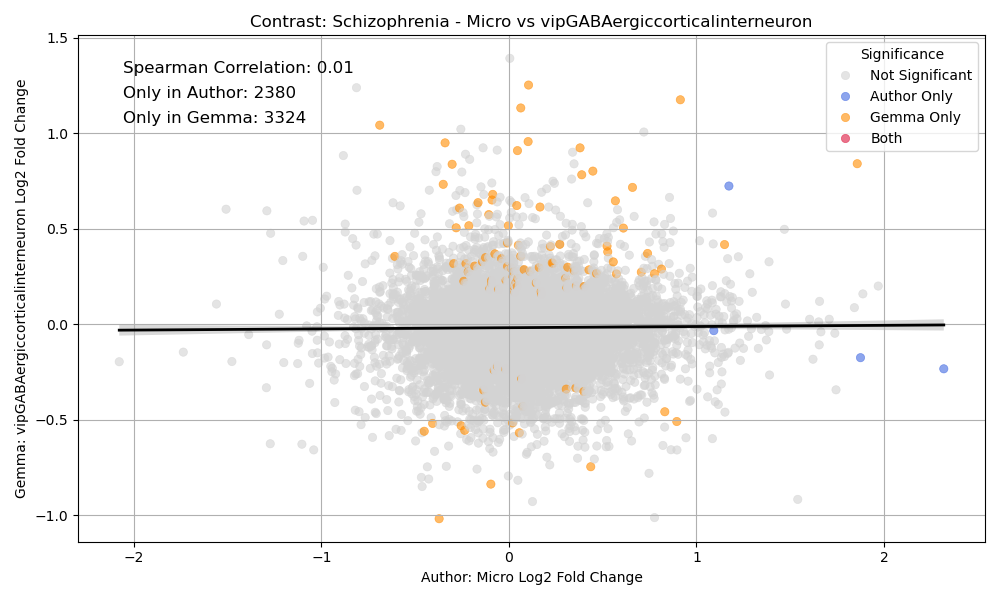 Contrast: Schizophrenia - Micro vs vipGABAergiccorticalinterneuron
Spearman Correlation: 0.01
Only in Author: 2380
Only in Gemma: 3324
Significance
Not Significant
Author Only
Gemma Only
Both
Gemma: vipGABAergiccorticalinterneuron Log2 Fold Change
1.5
1.0
0.5
0.0
−0.5
−1.0
−2
−1
0
1
2
Author: Micro Log2 Fold Change